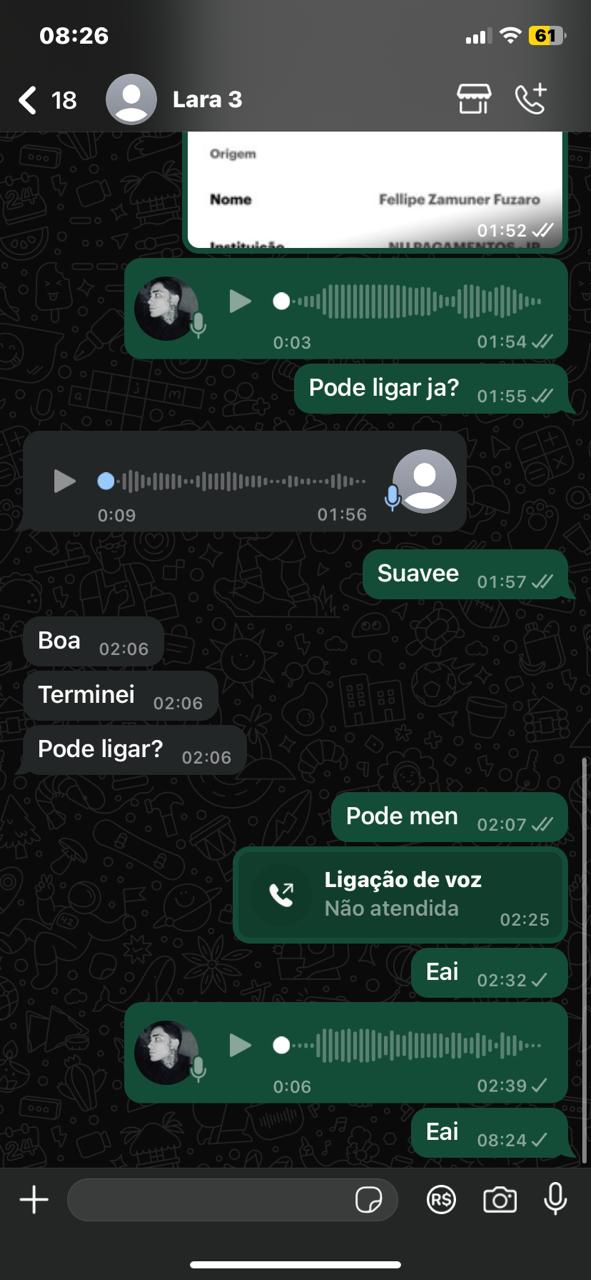 08:26
61
18
Lara 3
Origem
Nome Fellipe Zamuner Fuzaro
01:52
Instituição NU PAGAMENTOS - IP
0:03 01:54
Pode ligar ja? 01:55
0:09 01:56
Suavee 01:57
Boa 02:06
Terminei 02:06
Pode ligar? 02:06
Pode men 02:07
Ligação de voz
Não atendida 02:25
Eai 02:32
0:06 02:39
Eai 08:24
R$